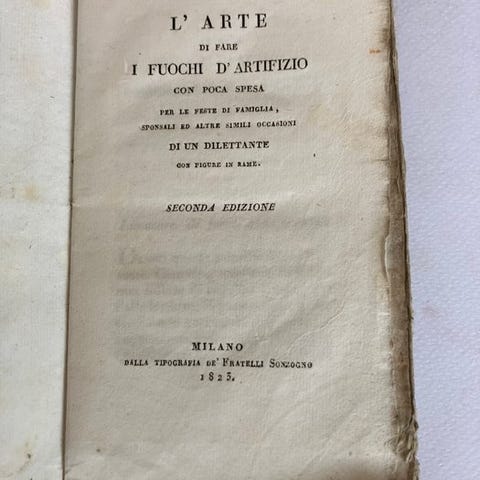 L' ARTE
DI FARE
I FUOCHI D'ARTIFIZIO
CON POCA SPESA
PER LE FESTE DI FAMIGLIA,
SPONSALI ED ALTRE SIMILI OCCASIONI
DI UN DILETTANTE
CON FIGURE IN RAME.
SECONDA EDIZIONE
MILANO
DALLA TIPOGRAFIA DE' FRATELLI SONZOGNO
1823.